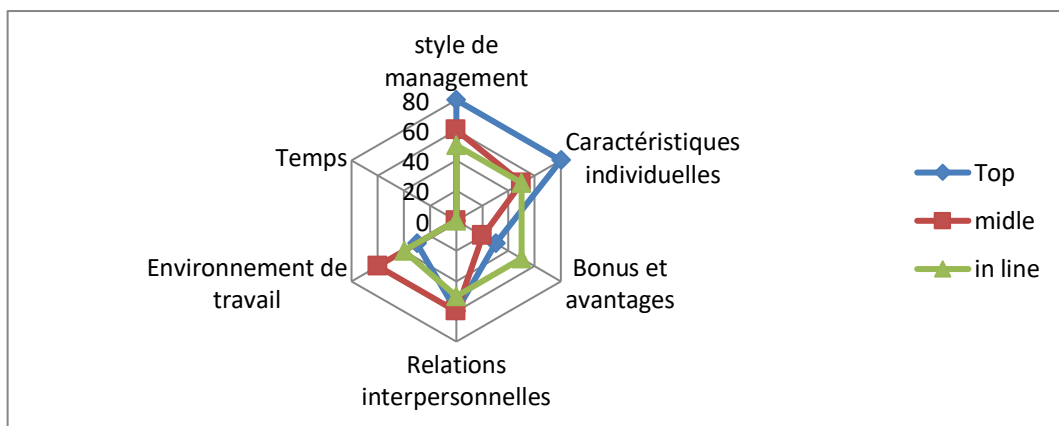 style de
management
80
60
40
20
0
Caractéristiques
individuelles
Bonus et
avantages
Relations
interpersonnelles
Environnement de
travail
Temps
Top
midle
in line